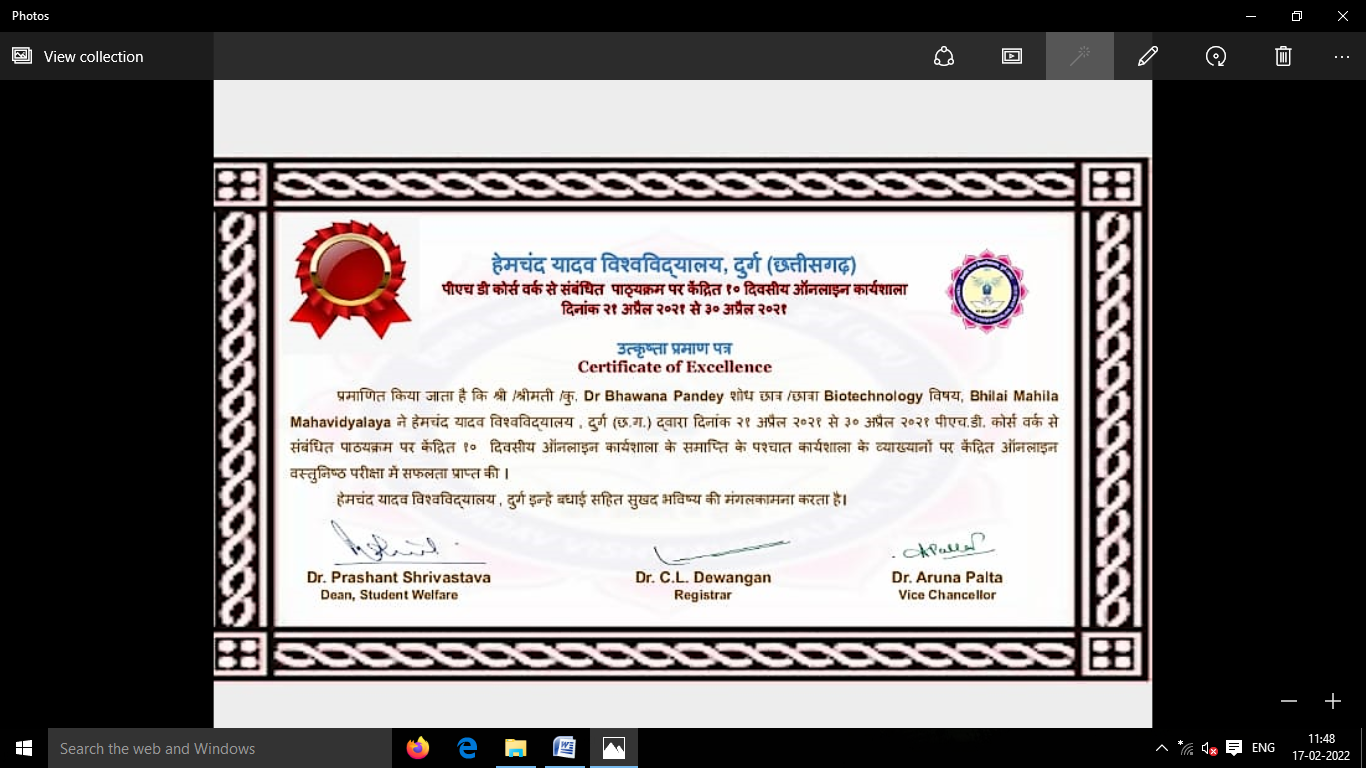 Photos
View collection
हेमचंद यादव विश्वविद्यालय, दुर्ग (छत्तीसगढ़)
पीएच डी कोर्स वर्क से संबंधित पाठ्यक्रम पर केंद्रित १० दिवसीय ऑनलाइन कार्यशाला
दिनांक २१ अप्रैल २०२१ से ३० अप्रैल २०२१
उत्कृष्ता प्रमाण पत्र
Certificate of Excellence
प्रमाणित किया जाता है कि श्री /श्रीमती /कु. Dr Bhawana Pandey शोध छात्र /छात्रा Biotechnology विषय, Bhilai Mahila
Mahavidyalaya ने हेमचंद यादव विश्वविद्यालय , दुर्ग (छ.ग.) द्वारा दिनांक २१ अप्रैल २०२१ से ३० अप्रैल २०२१ पीएच.डी. कोर्स वर्क से
संबंधित पाठयक्रम पर केंद्रित १० दिवसीय ऑनलाइन कार्यशाला के समाप्ति के पश्चात कार्यशाला के व्याख्यानों पर केंद्रित ऑनलाइन
वस्तुनिष्ठ परीक्षा में सफलता प्राप्त की ।
हेमचंद यादव विश्वविद्यालय , दुर्ग इन्हें बधाई सहित सुखद भविष्य की मंगलकामना करता है।
Dr. Prashant Shrivastava
Dean, Student Welfare
Dr. C.L. Dewangan
Registrar
Dr. Aruna Palta
Vice Chancellor
Search the web and Windows
ENG
11:48
17-02-2022